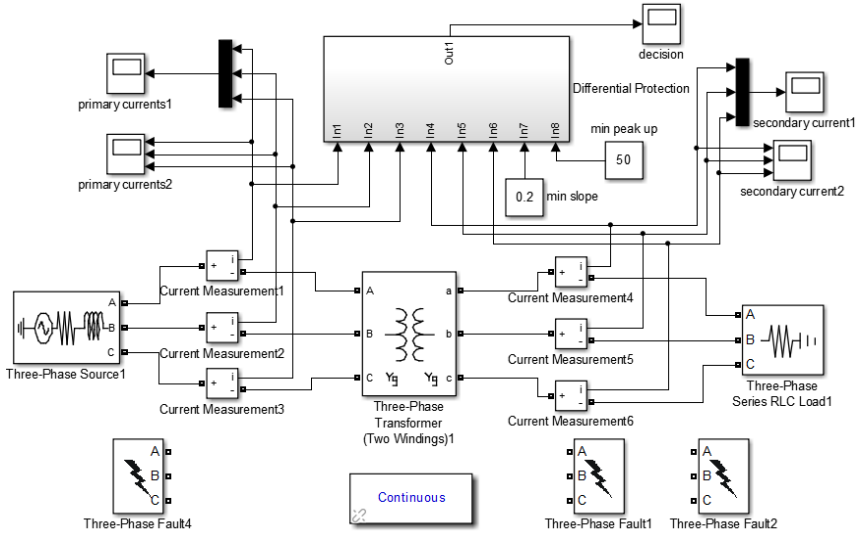 Out1
decision
Differential Protection
primary currents1
In1
In2
In3
In4
In5
In6
In7
In8
min peak up
50
secondary current1
primary currents2
0.2
min slope
secondary current2
+
i
-
Current Measurement1
+
i
-
Current Measurement2
+
i
-
Current Measurement3
A
B
C
Three-Phase Source1
A
B
C
a
b
c
Yg
Yg
Three-Phase
Transformer
(Two Windings)1
+
i
-
Current Measurement4
+
i
-
Current Measurement5
+
i
-
Current Measurement6
A
B
C
Three-Phase
Series RLC Load1
A
B
C
Three-Phase Fault4
Continuous
A
B
C
Three-Phase Fault1
A
B
C
Three-Phase Fault2